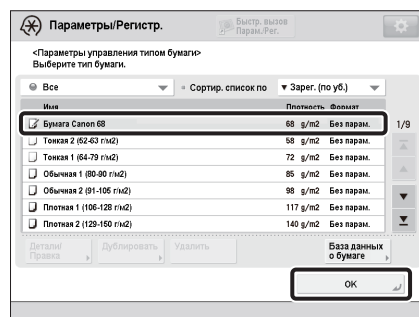 Параметры/Регистр.
Быстр. вызов
Парам./Рег.
<Параметры управления типом бумаги>
Выберите тип бумаги.
Все
Сортир. список по
▼ Зарег. (по уб.)
Имя Плотность Формат
Бумага Canon 68 68 g/m2 Без парам.
1/9
Тонкая 2 (52-63 г/м2) 58 g/m2 Без парам.
Тонкая 1 (64-79 г/м2) 72 g/m2 Без парам.
Обычная 1 (80-90 г/м2) 85 g/m2 Без парам.
Обычная 2 (91-105 г/м2) 98 g/m2 Без парам.
Плотная 1 (106-128 г/м2) 117 g/m2 Без парам.
Плотная 2 (129-150 г/м2) 140 g/m2 Без парам.
Детали/
Правка
Дублировать
Удалить
База данных
о бумаге
OK